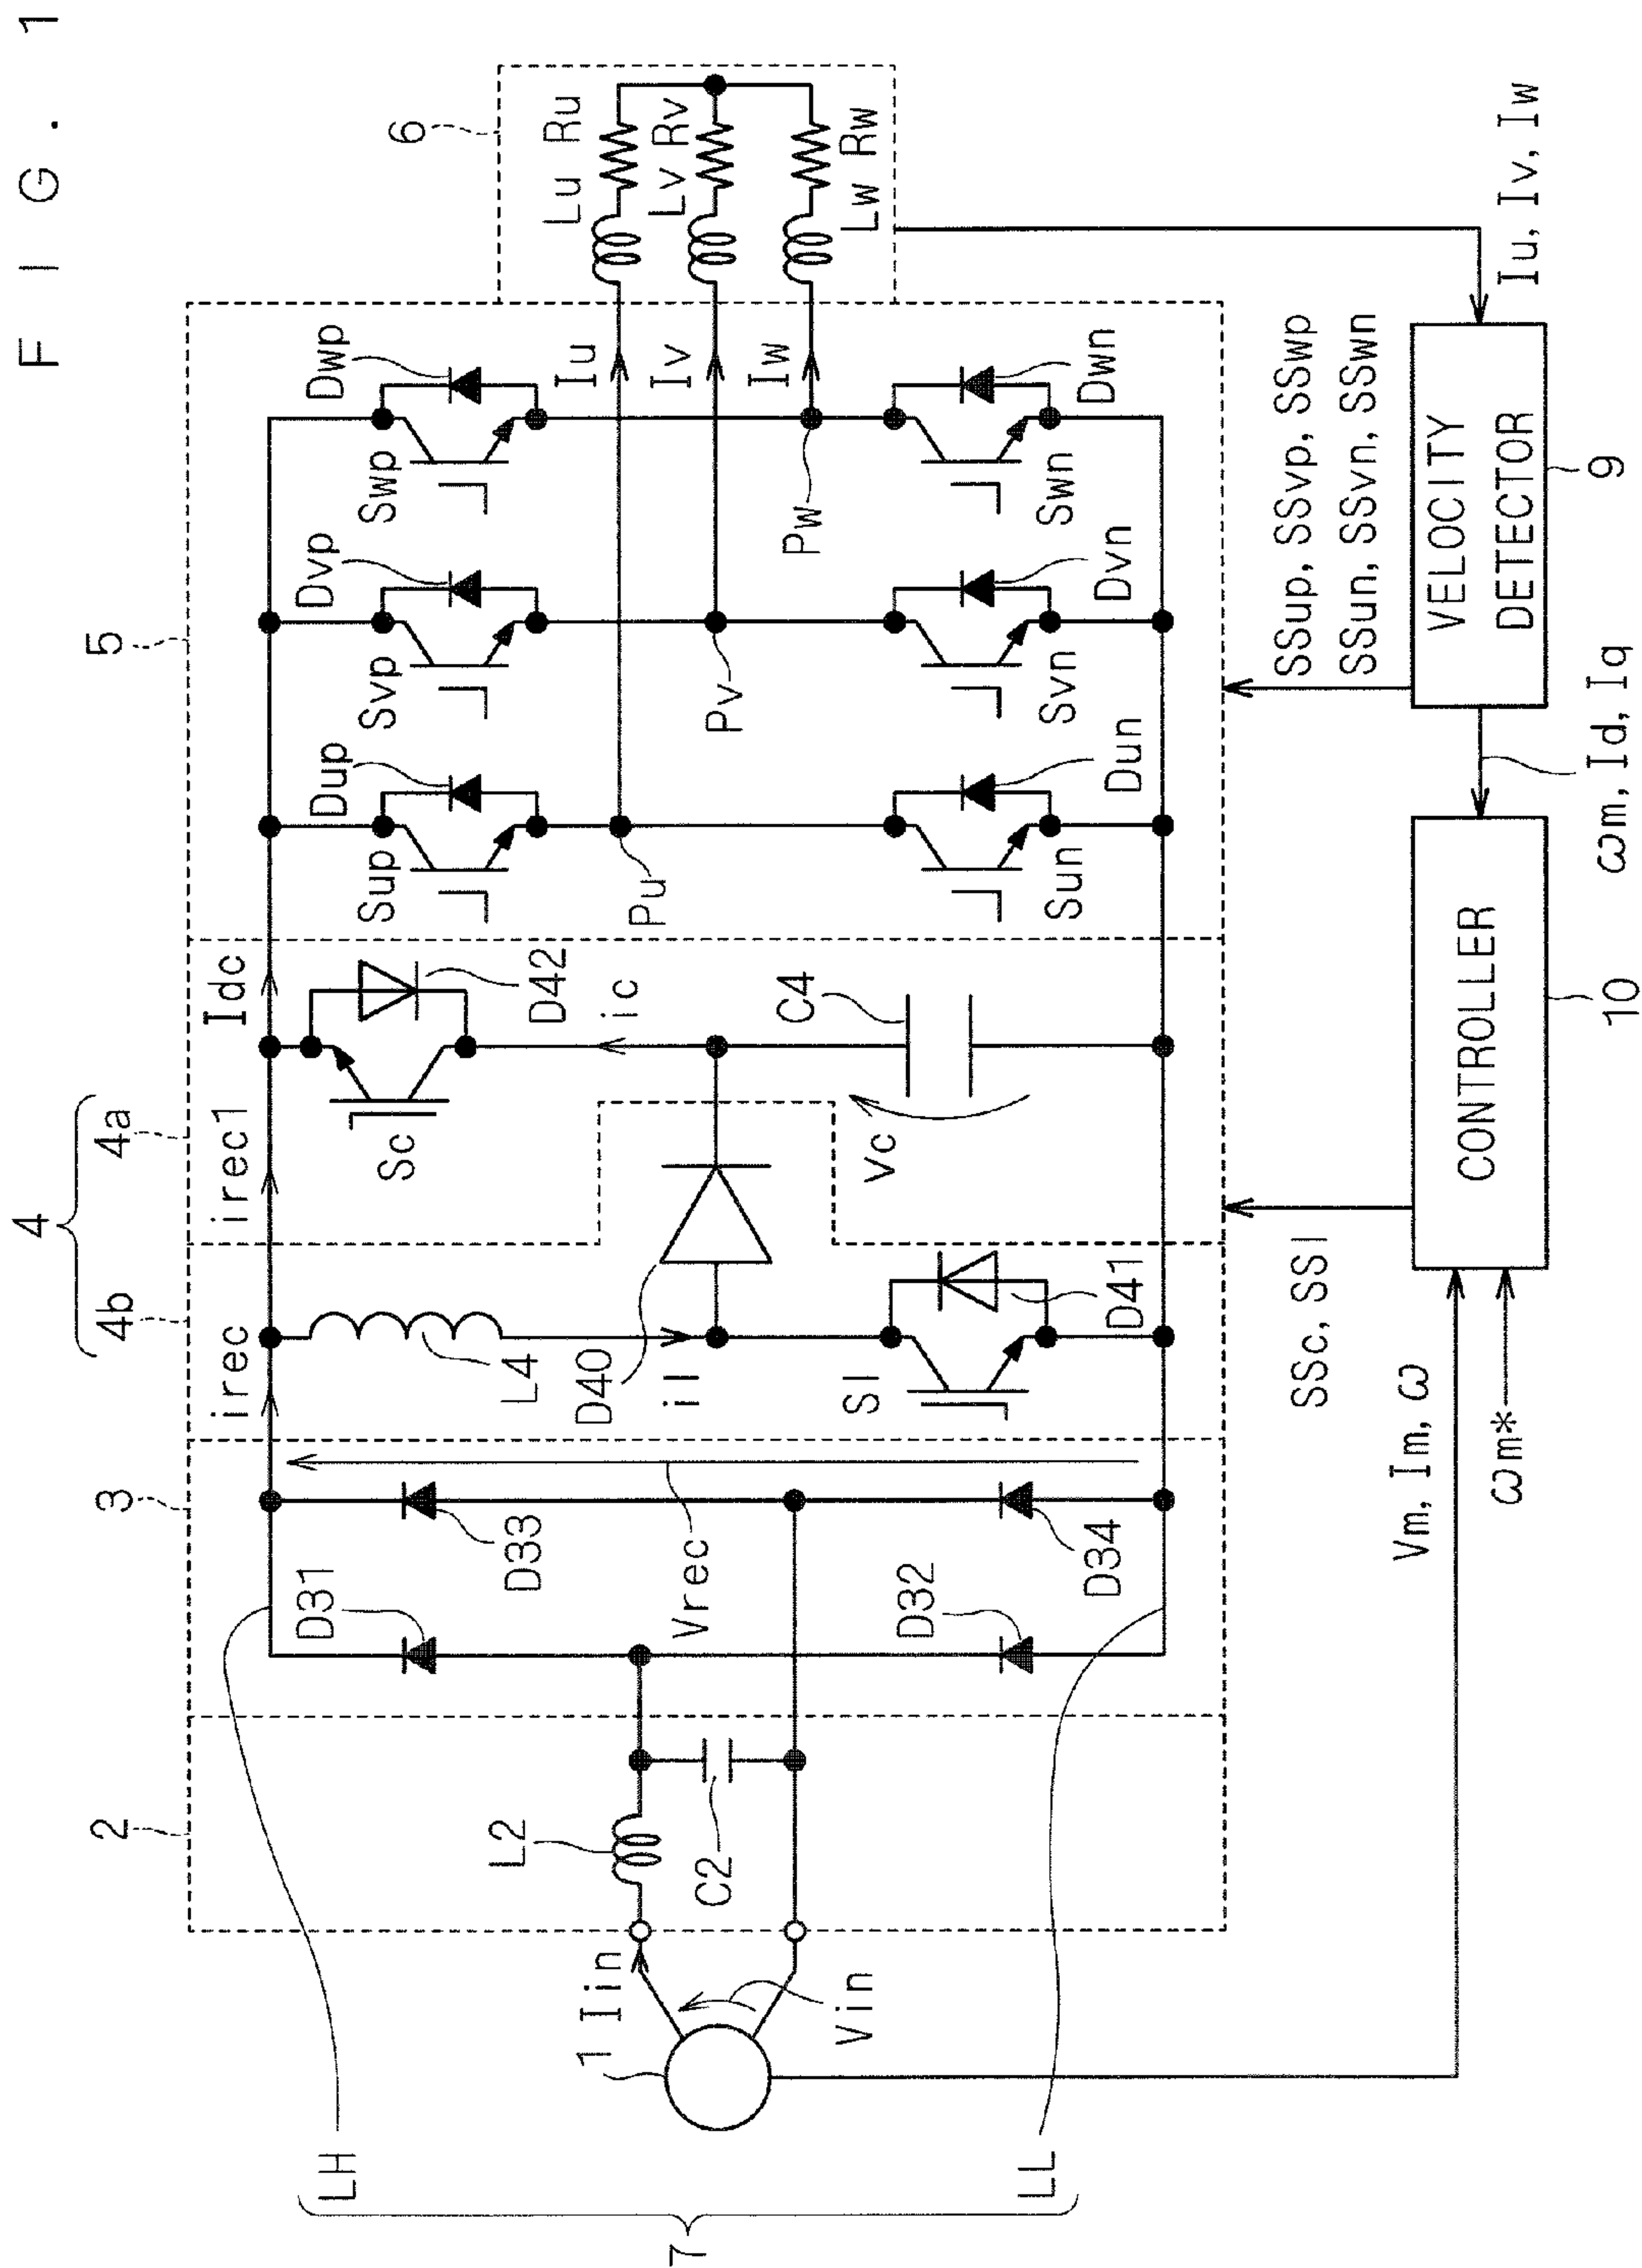 FIG. 1
4
4b
4a
5
6
2
3
irec
irec1
Idc
LH
D31
D33
L4
Sc
D42
Sup
Dup
Svp
Dvp
Swp
Dwp
Iu
Lu
Ru
Iv
Lv
Rv
Iw
Lw
Rw
ic
L2
1
Iin
D40
Pu
Pv
Pw
7
Vrec
il
C2
C4
Vin
Vc
Sl
D32
D34
D41
Sun
Dun
Svn
Dvn
Swn
Dwn
LL
SSc, SSl
SSup, SSvp, SSwp
SSun, SSvn, SSwn
Vm, Im, ω
ωm*
CONTROLLER
10
VELOCITY
DETECTOR
9
ωm, Id, Iq
Iu, Iv, Iw